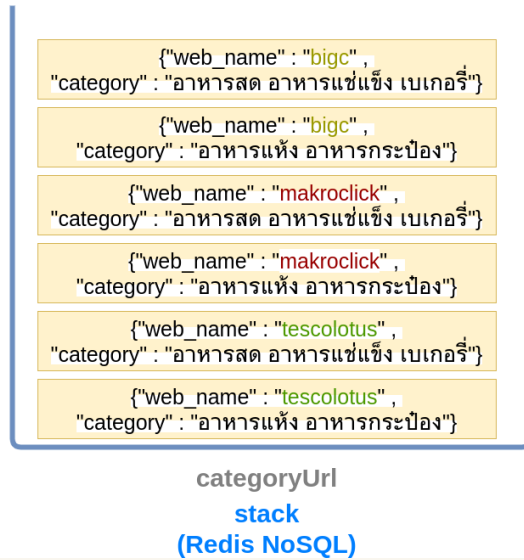 {"web_name" : "bigc" ,
"category" : "อาหารสด อาหารแช่แข็ง เบเกอรี่"}
{"web_name" : "bigc" ,
"category" : "อาหารแห้ง อาหารกระป๋อง"}
{"web_name" : "makroclick" ,
"category" : "อาหารสด อาหารแช่แข็ง เบเกอรี่"}
{"web_name" : "makroclick" ,
"category" : "อาหารแห้ง อาหารกระป๋อง"}
{"web_name" : "tescolotus" ,
"category" : "อาหารสด อาหารแช่แข็ง เบเกอรี่"}
{"web_name" : "tescolotus" ,
"category" : "อาหารแห้ง อาหารกระป๋อง"}
categoryUrl
stack
(Redis NoSQL)